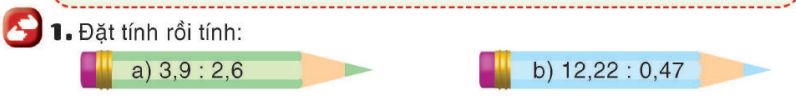 1. Đặt tính rồi tính:
a) 3,9 : 2,6
b) 12,22 : 0,47